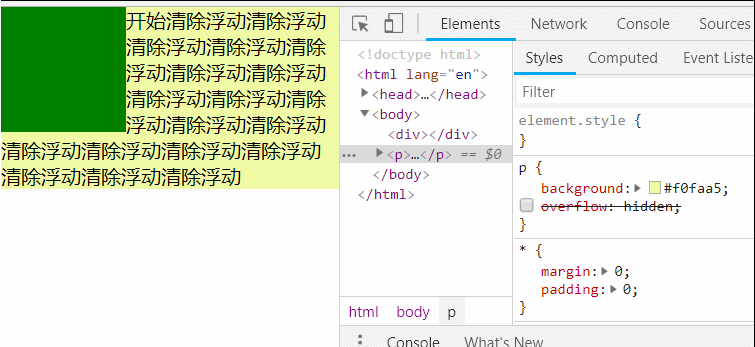 开始清除浮动清除浮动
清除浮动清除浮动清除
浮动清除浮动清除浮动
清除浮动清除浮动清除
浮动清除浮动清除浮动
清除浮动清除浮动清除浮动清除浮动
清除浮动清除浮动清除浮动
Elements Network Console Sources
<!doctype html>
<html lang="en">
<head>…</head>
<body>
<div></div>
<p>…</p> == $0
</body>
</html>
html body p
Styles Computed Event Liste
Filter
element.style {
}
p {
background: #f0faa5;
overflow: hidden;
}
* {
margin: 0;
padding: 0;
}
Console What's New